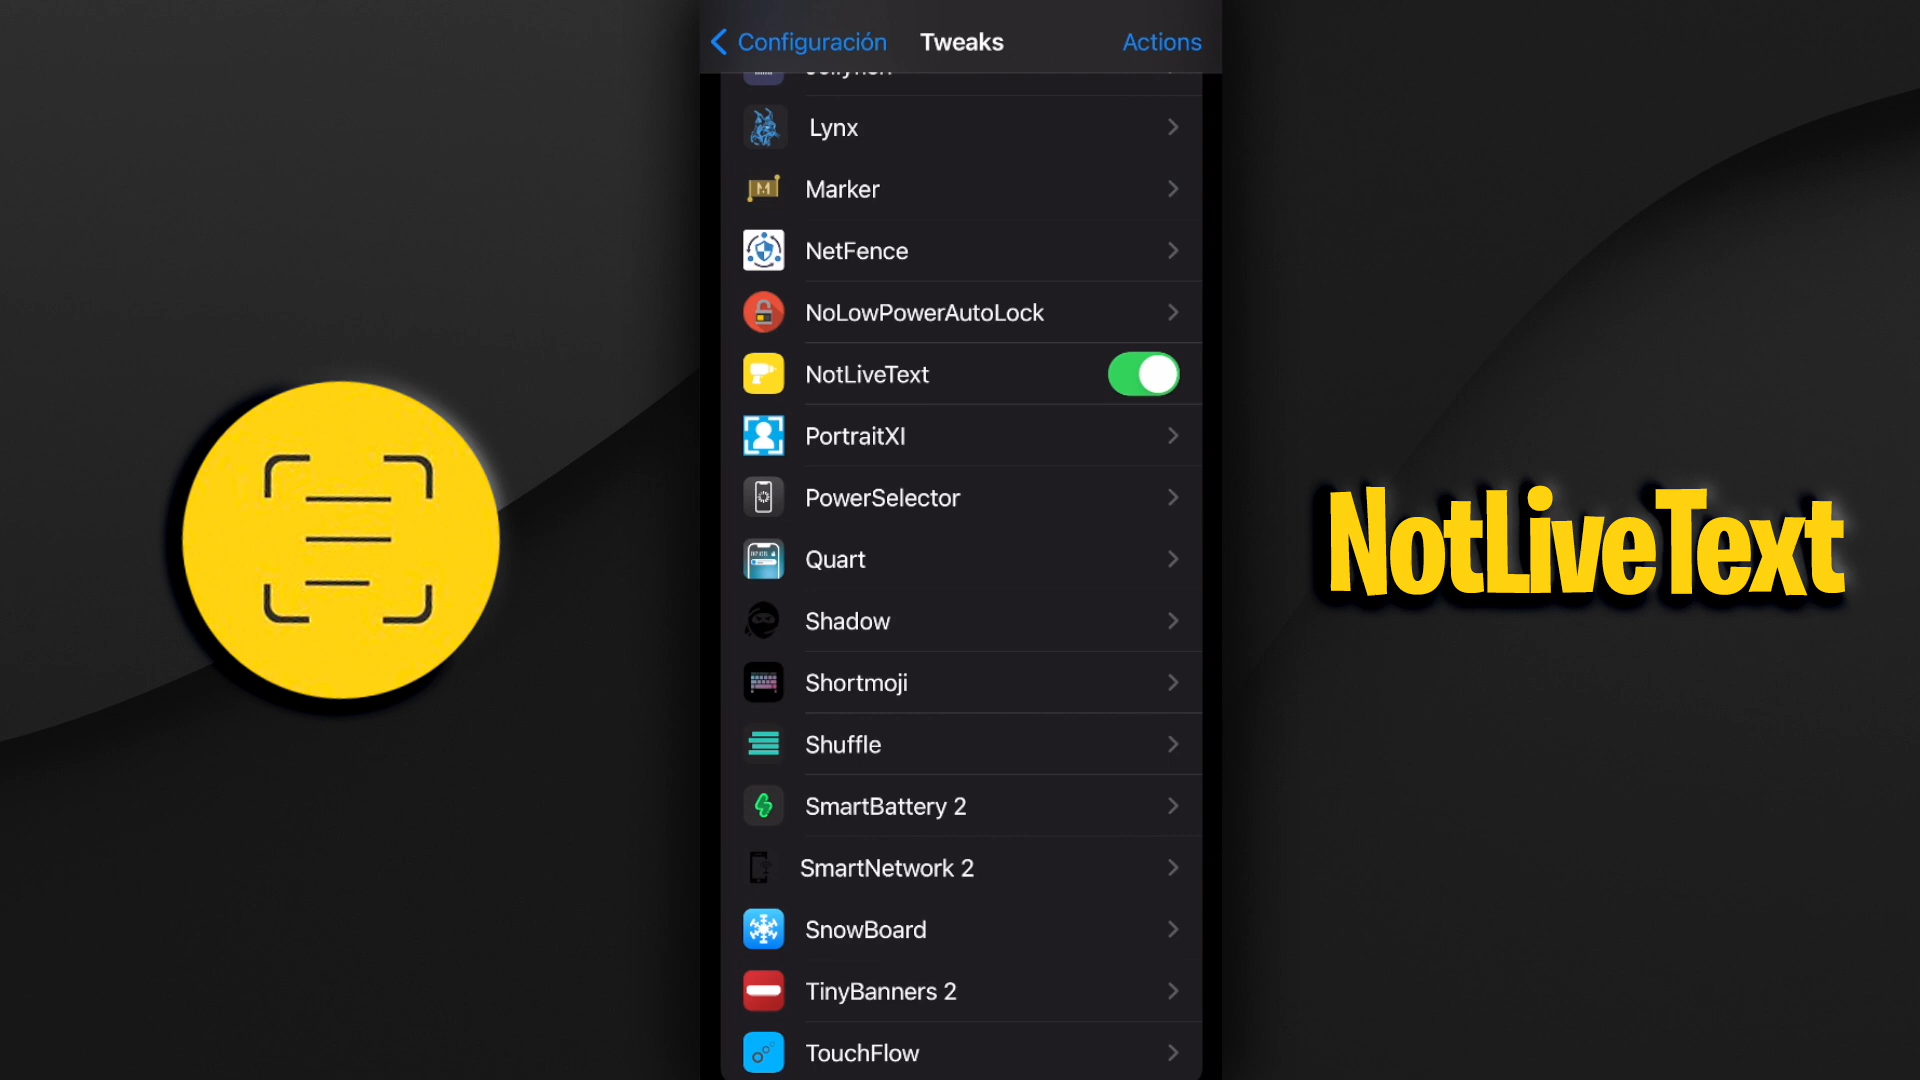 Configuración
Tweaks
Actions
Lynx
Marker
NetFence
NoLowPowerAutoLock
NotLiveText
PortraitXI
PowerSelector
Quart
Shadow
Shortmoji
Shuffle
SmartBattery 2
SmartNetwork 2
SnowBoard
TinyBanners 2
TouchFlow
NotLiveText